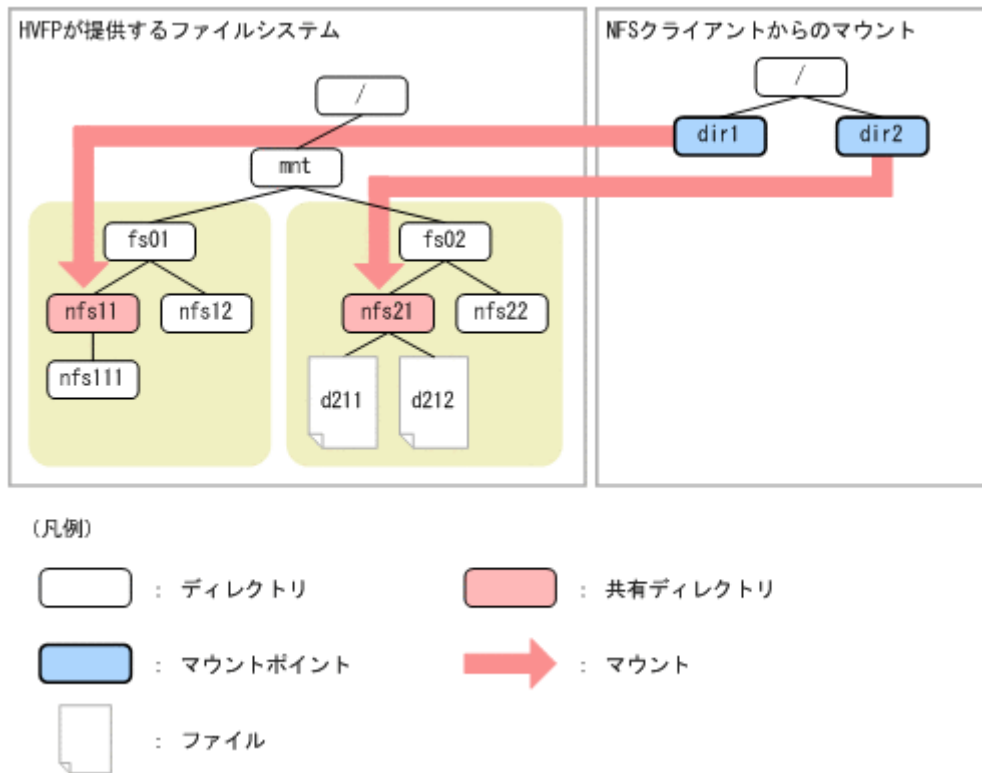 HVFPが提供するファイルシステム
NFSクライアントからのマウント
/
/
dir1
dir2
mnt
fs01
fs02
nfs11
nfs12
nfs21
nfs22
nfs111
d211
d212
(凡例)
： ディレクトリ
： 共有ディレクトリ
： マウントポイント
： マウント
： ファイル